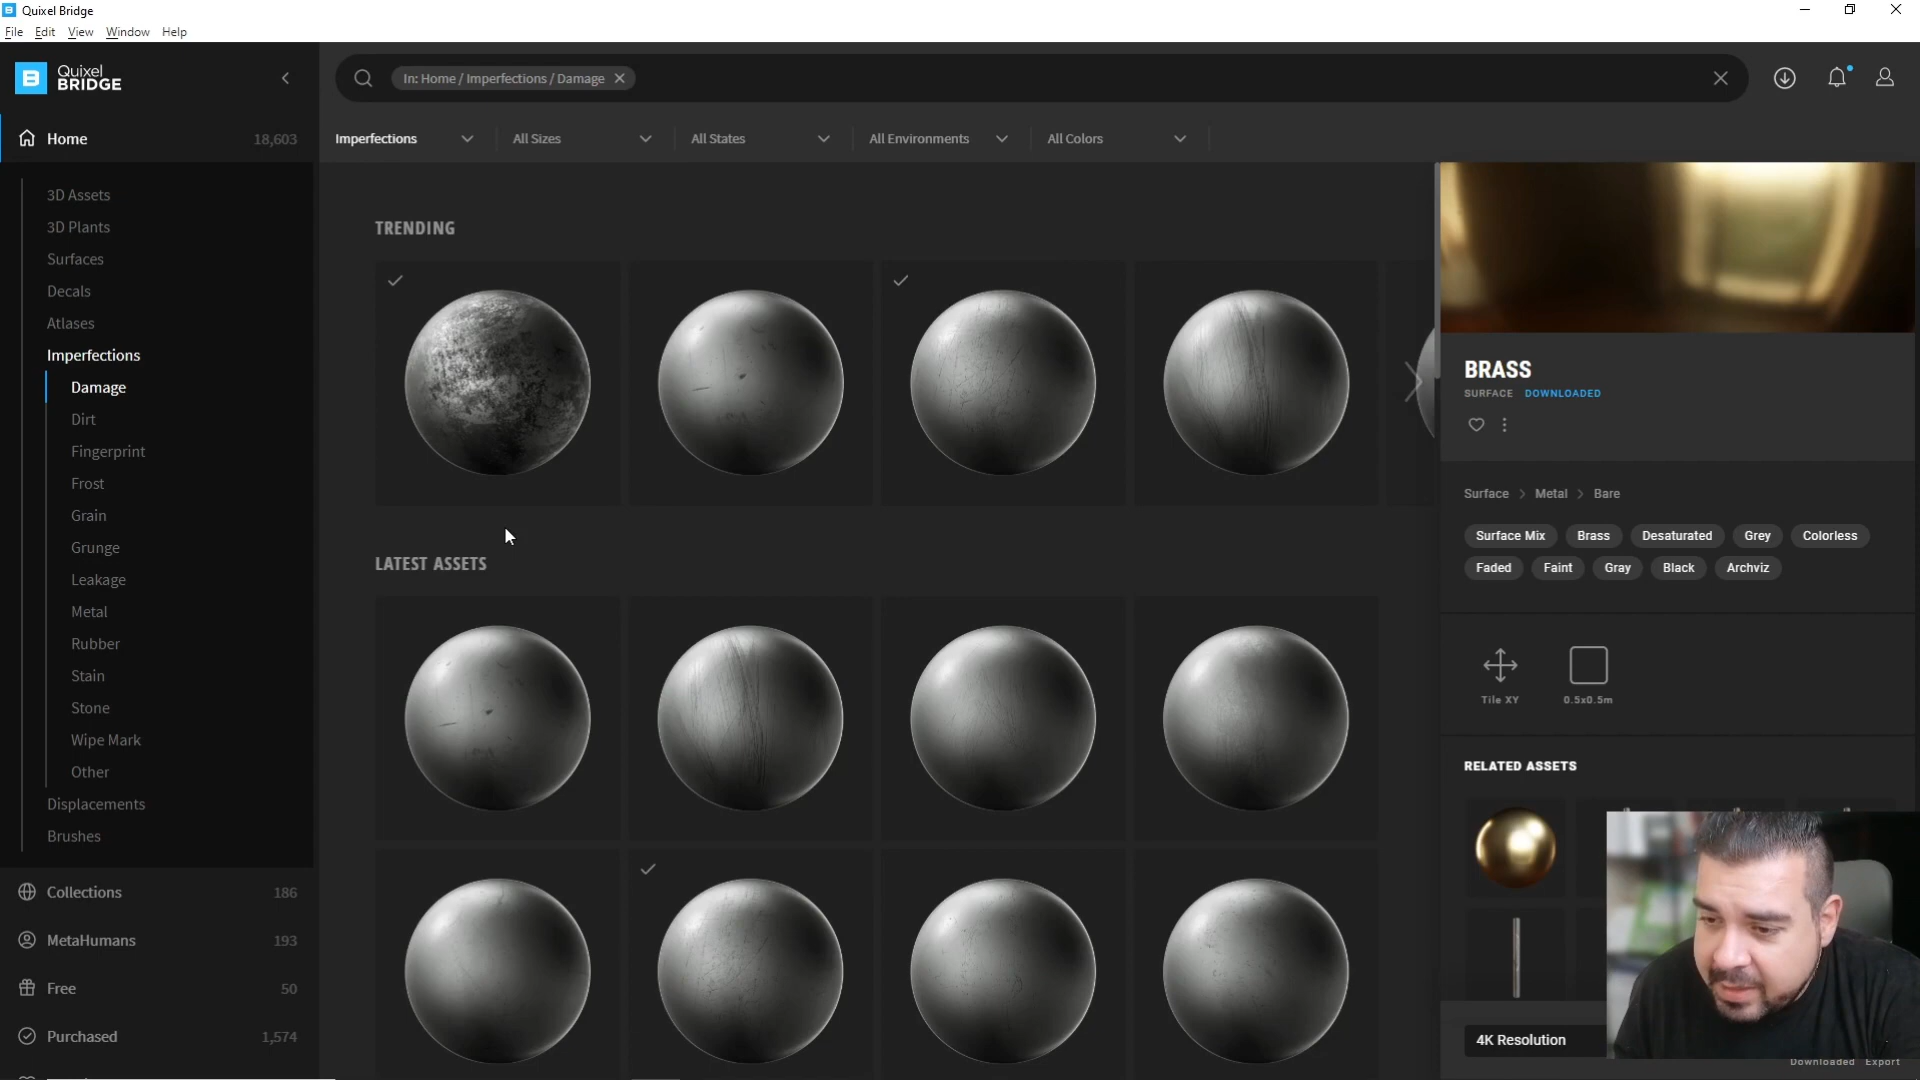 Quixel Bridge
File Edit View Window Help
Quixel
BRIDGE
In: Home / Imperfections / Damage
Home 18,603
Imperfections All Sizes All States All Environments All Colors
3D Assets
3D Plants
Surfaces
Decals
Atlases
Imperfections
Damage
Dirt
Fingerprint
Frost
Grain
Grunge
Leakage
Metal
Rubber
Stain
Stone
Wipe Mark
Other
Displacements
Brushes
Collections 186
MetaHumans 193
Free 50
Purchased 1,574
TRENDING
LATEST ASSETS
BRASS
SURFACE DOWNLOADED
Surface > Metal > Bare
Surface Mix Brass Desaturated Grey Colorless
Faded Faint Gray Black Archviz
Tile XY 0.5x0.5m
RELATED ASSETS
4K Resolution
Downloaded Export